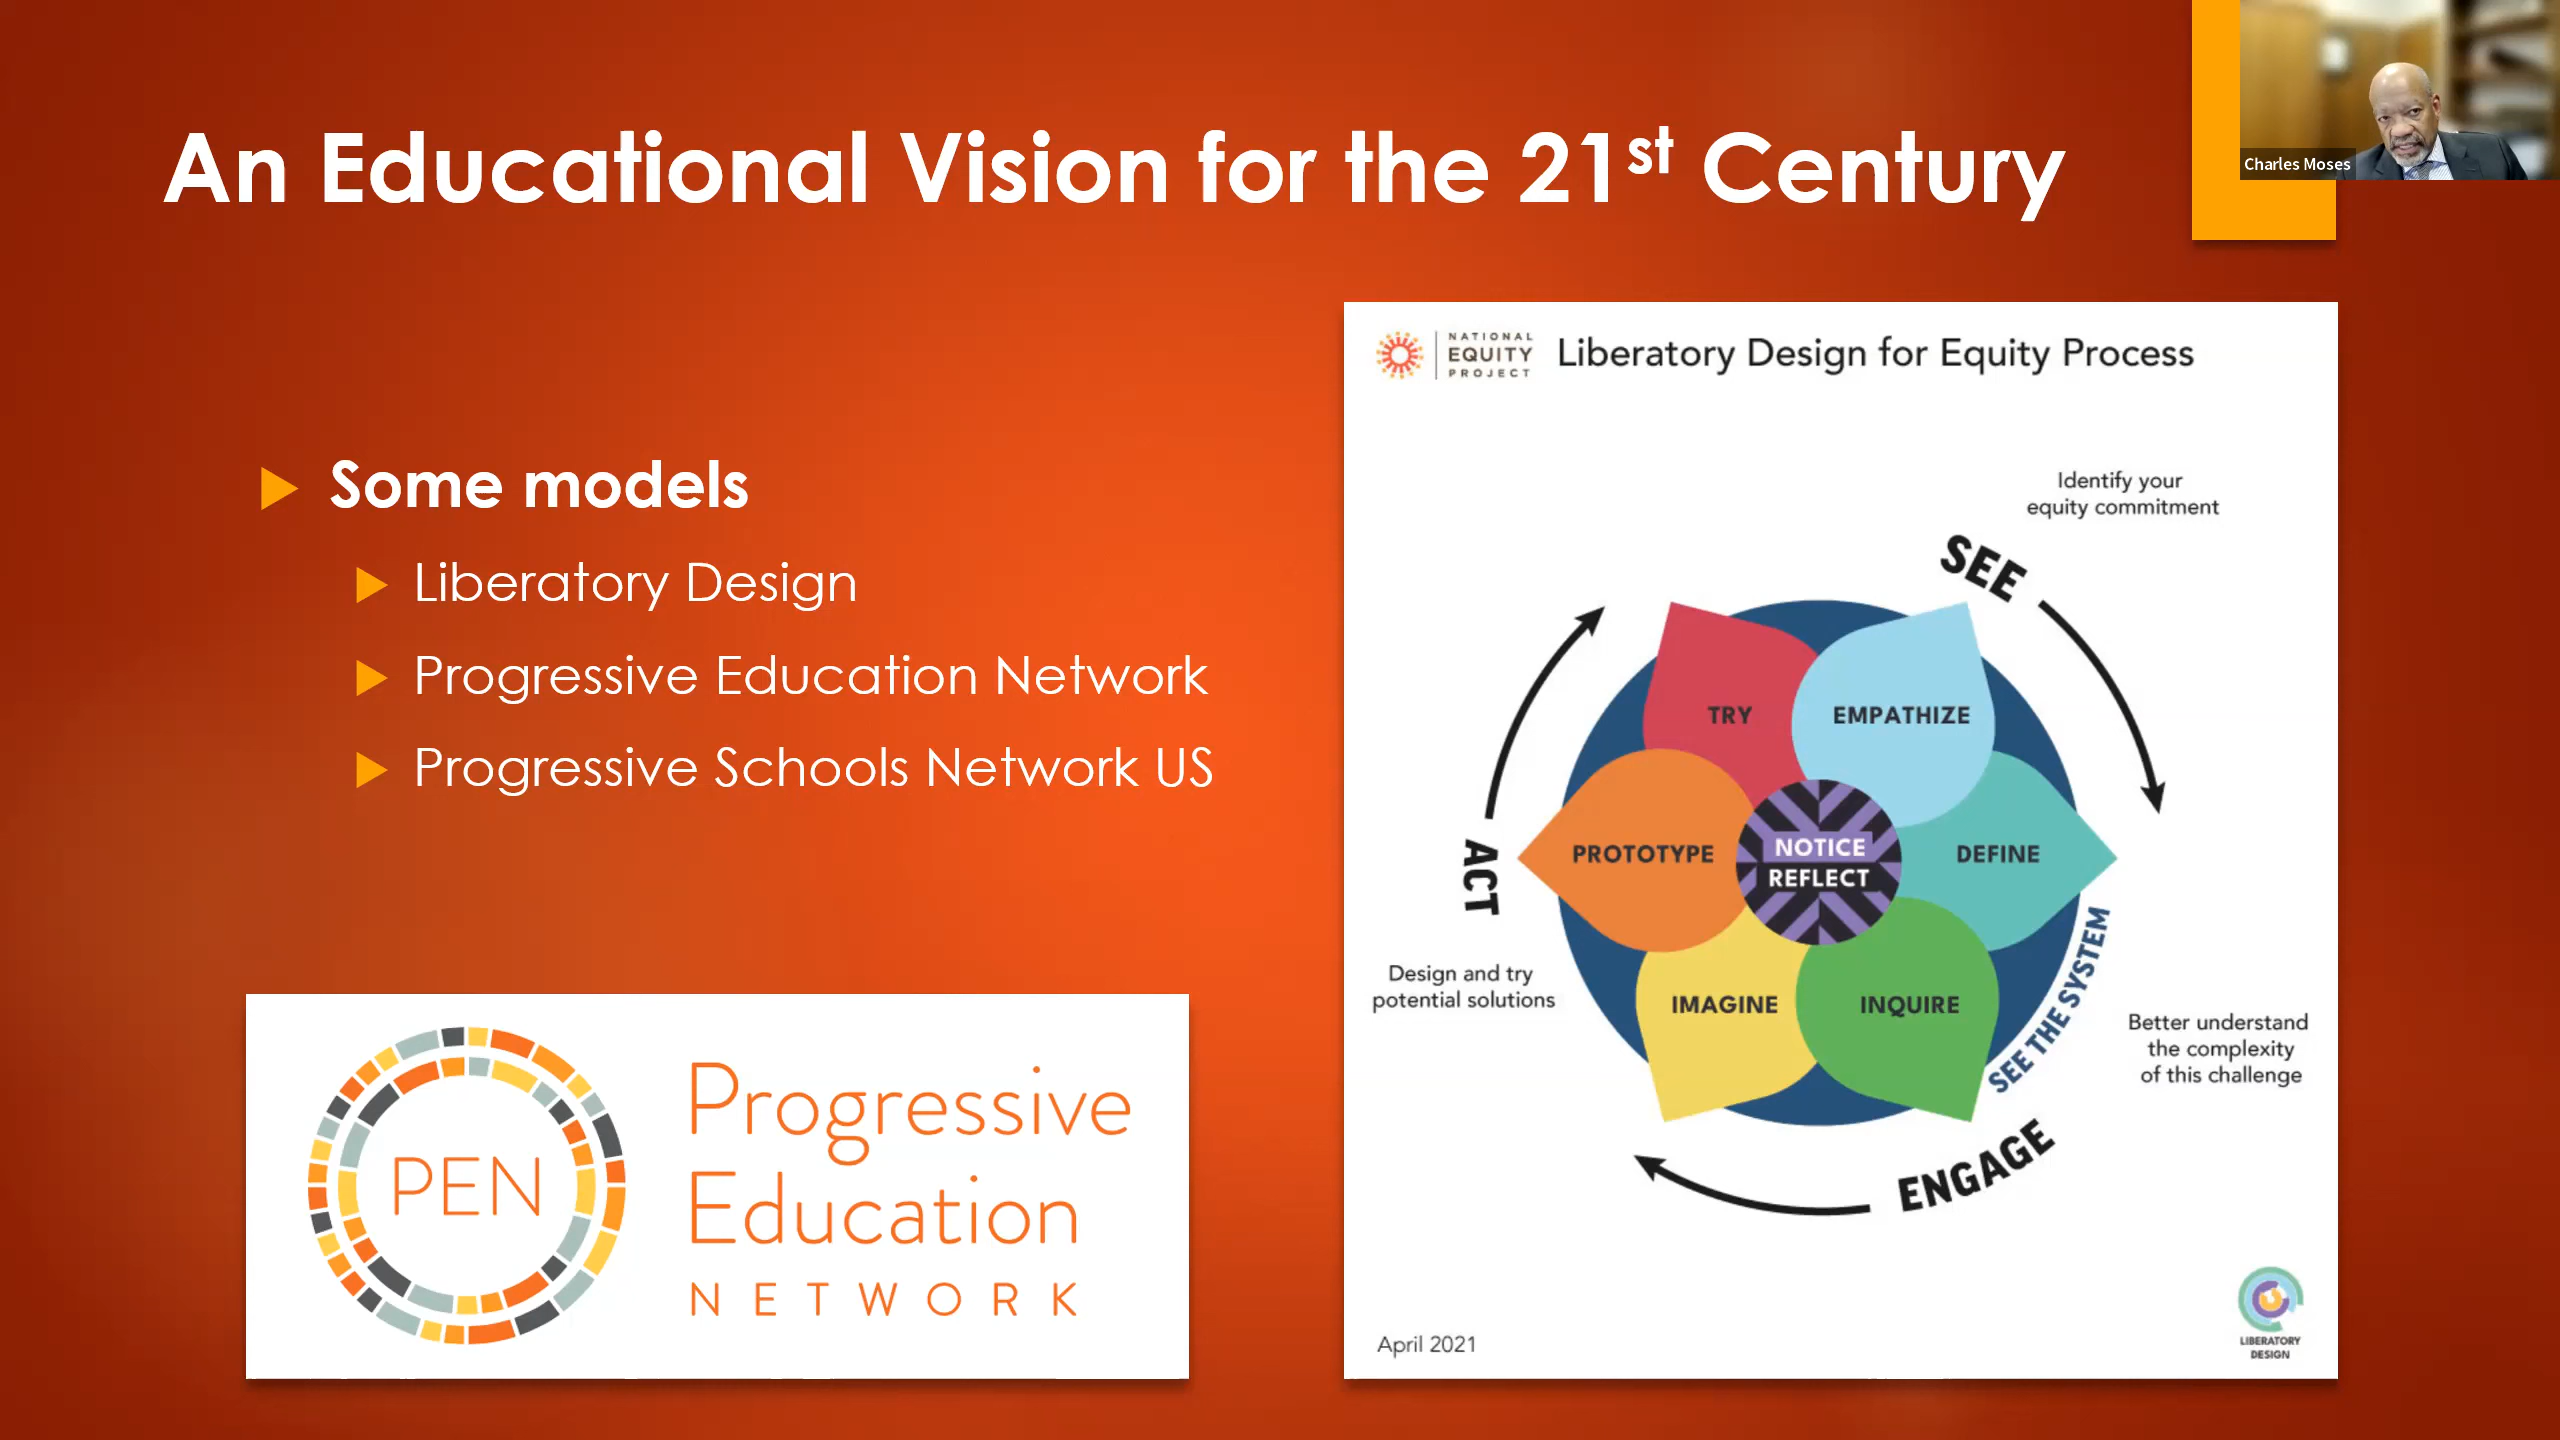 An Educational Vision for the 21st Century
Charles Moses
Some models
Liberatory Design
Progressive Education Network
Progressive Schools Network US
PEN
Progressive
Education
NETWORK
NATIONAL
EQUITY
PROJECT
Liberatory Design for Equity Process
Identify your
equity commitment
SEE
TRY
EMPATHIZE
PROTOTYPE
NOTICE
REFLECT
DEFINE
ACT
Design and try
potential solutions
IMAGINE
INQUIRE
SEE THE SYSTEM
Better understand
the complexity
of this challenge
ENGAGE
April 2021
LIBERATORY
DESIGN